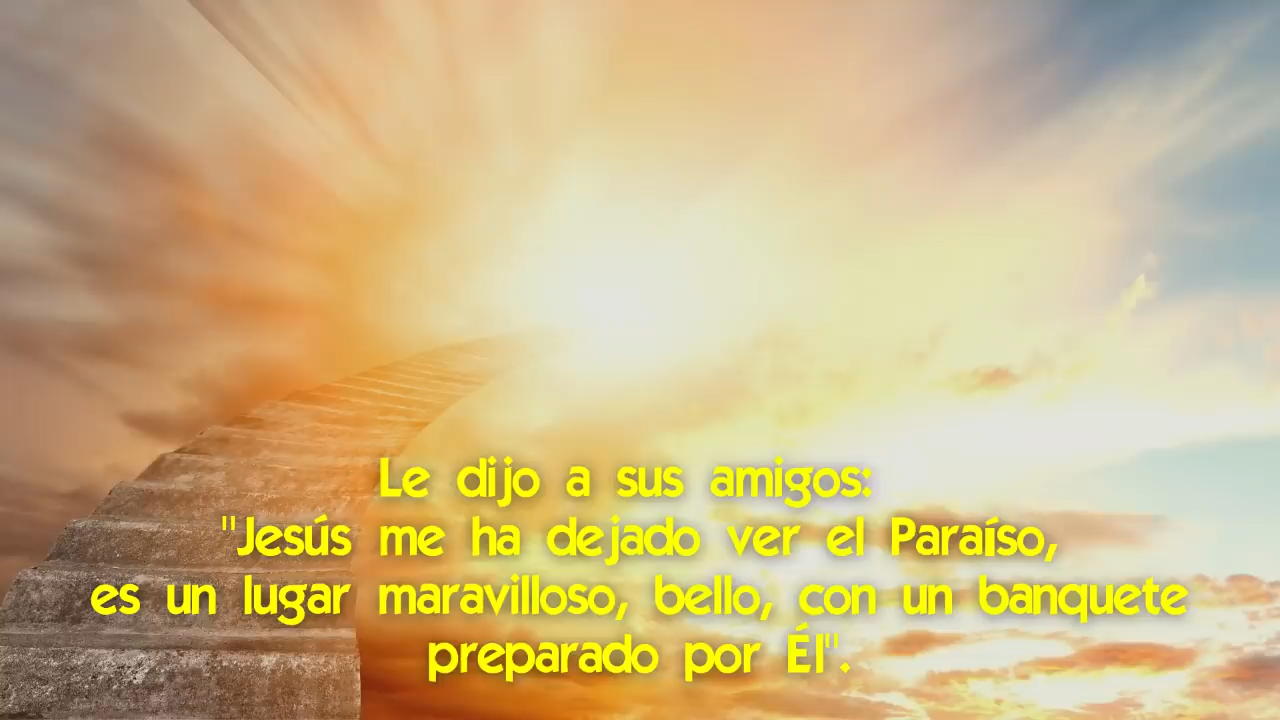 Le dijo a sus amigos:
"Jesús me ha dejado ver el Paraíso,
es un lugar maravilloso, bello, con un banquete
preparado por Él".